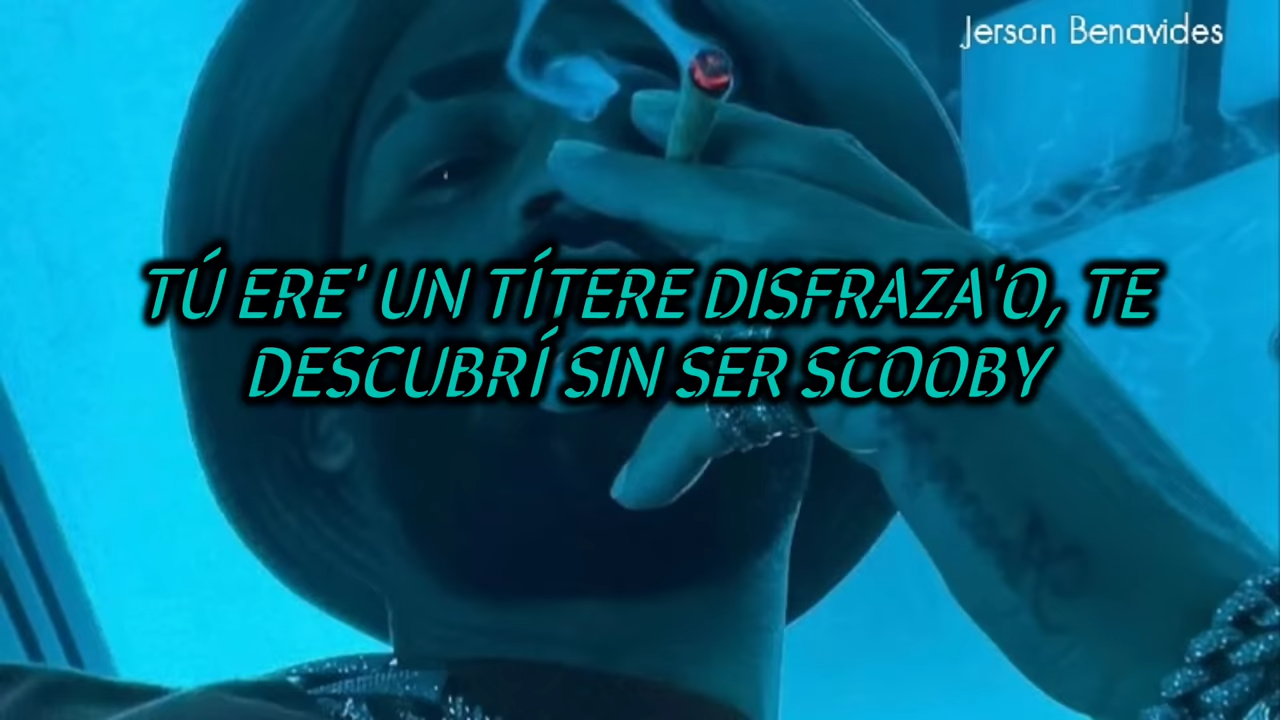 Jerson Benavides
TÚ ERE' UN TÍTERE DISFRAZA'O, TE
DESCUBRÍ SIN SER SCOOBY